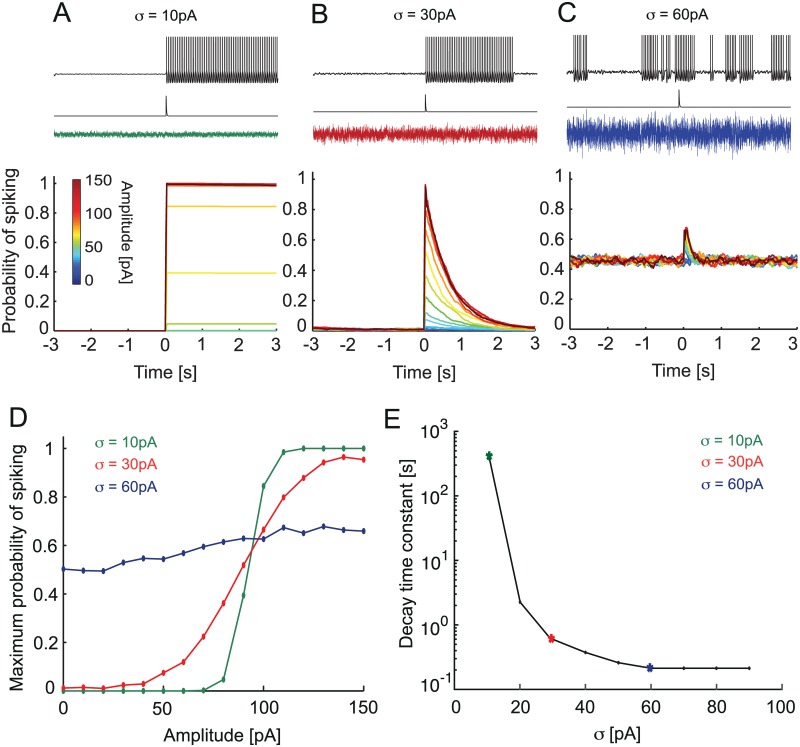 A
σ = 10pA
B
σ = 30pA
C
σ = 60pA
Probability of spiking
1
0.8
0.6
0.4
0.2
0
150
100
50
0
Amplitude [pA]
-3 -2 -1 0 1 2 3
Time [s]
1
0.8
0.6
0.4
0.2
0
-3 -2 -1 0 1 2 3
Time [s]
1
0.8
0.6
0.4
0.2
0
-3 -2 -1 0 1 2 3
Time [s]
D
σ = 10pA
σ = 30pA
σ = 60pA
Maximum probability of spiking
1
0.8
0.6
0.4
0.2
0
0 50 100 150
Amplitude [pA]
E
σ = 10pA
σ = 30pA
σ = 60pA
Decay time constant [s]
10³
10²
10¹
10⁰
10⁻¹
0 20 40 60 80 100
σ [pA]